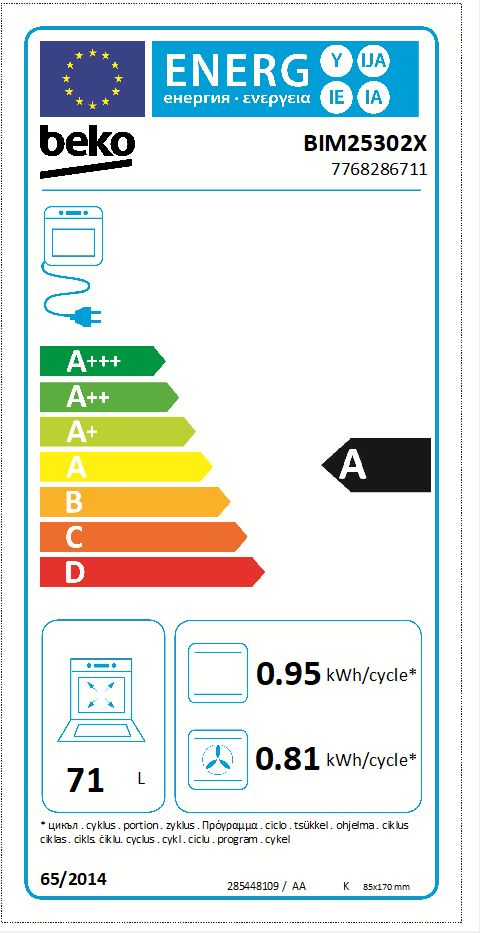 ENERG
Y IJA
IE IA
енергия · ενεργεια
beko
BIM25302X
7768286711
A+++
A++
A+
A
B
C
D
A
0.95 kWh/cycle*
0.81 kWh/cycle*
71 L
* цикъл . cyklus . portion . zyklus . Πρόγραμμα . ciclo . tsükkel . ohjelma . ciklus
ciklas . cikls. ċiklu. cyclus . cykl . ciclu . program . cykel
65/2014
285448109 / AA K 85x170 mm